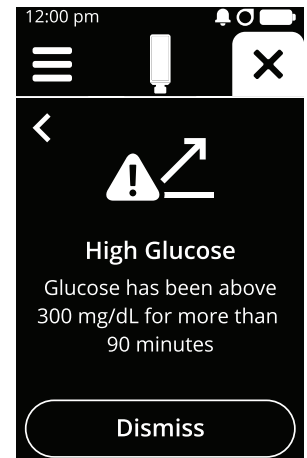 12:00 pm
High Glucose
Glucose has been above
300 mg/dL for more than
90 minutes
Dismiss